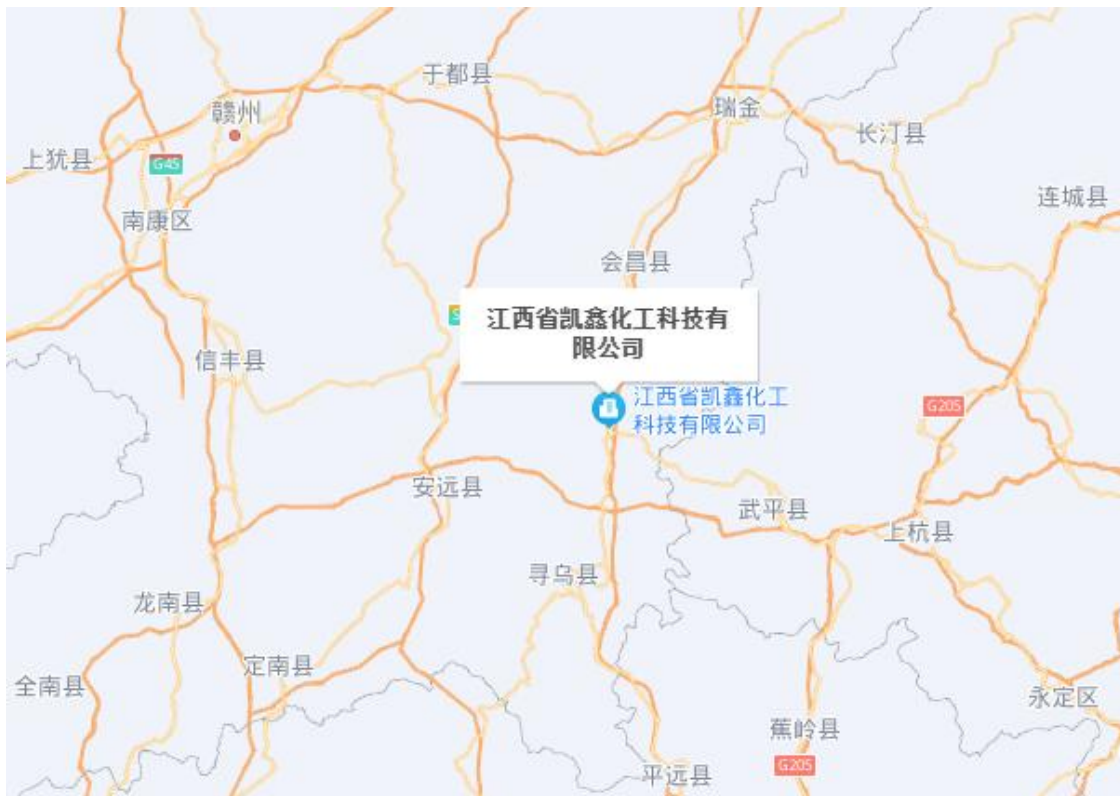 于都县
赣州
瑞金
长汀县
上犹县
G45
连城县
南康区
会昌县
S
江西省凯鑫化工科技有
限公司
信丰县
江西省凯鑫化工
科技有限公司
G205
安远县
武平县
上杭县
寻乌县
龙南县
定南县
全南县
永定区
蕉岭县
G205
平远县